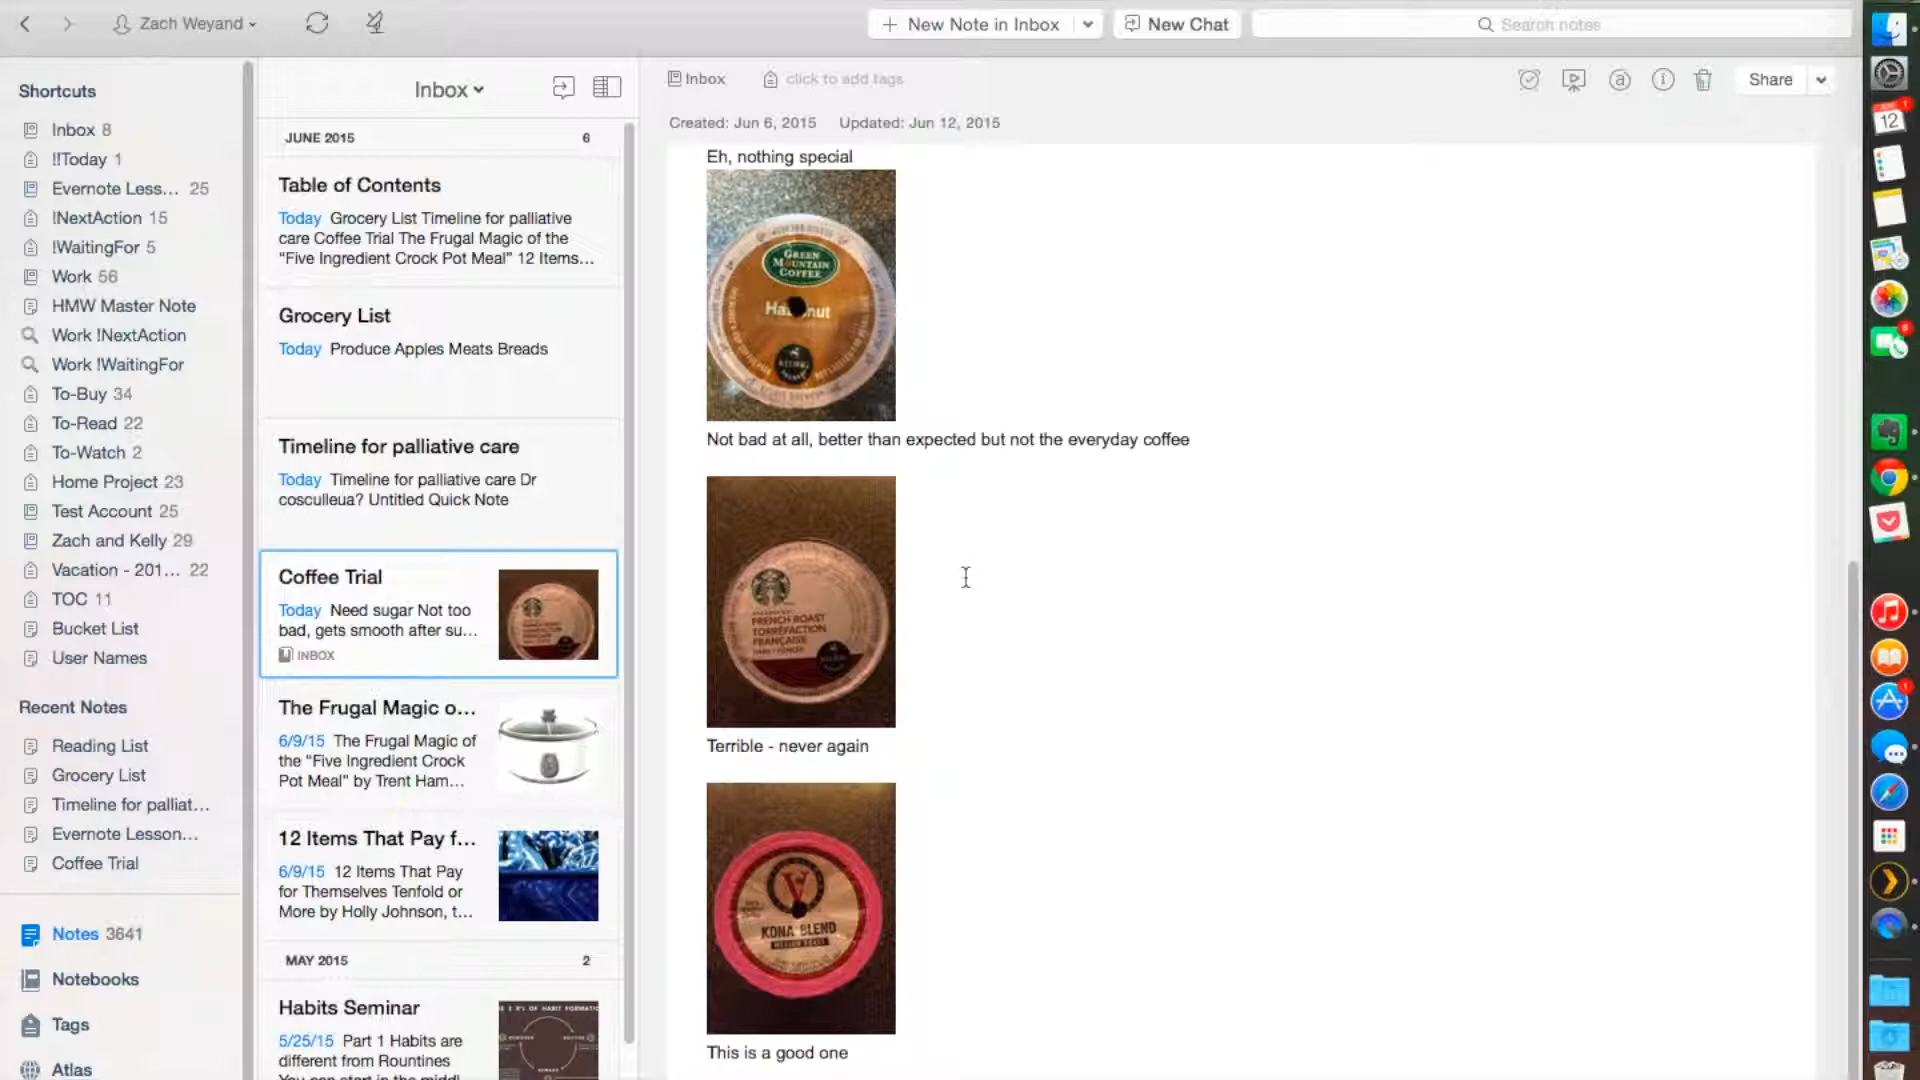 Zach Weyand
New Note in Inbox
New Chat
Search notes
Shortcuts
Inbox 8
!!Today 1
Evernote Less... 25
!NextAction 15
!WaitingFor 5
Work 56
HMW Master Note
Work !NextAction
Work !WaitingFor
To-Buy 34
To-Read 22
To-Watch 2
Home Project 23
Test Account 25
Zach and Kelly 29
Vacation - 201... 22
TOC 11
Bucket List
User Names
Recent Notes
Reading List
Grocery List
Timeline for palliat...
Evernote Lesson...
Coffee Trial
Notes 3641
Notebooks
Tags
Atlas
Inbox
JUNE 2015 6
Table of Contents
Today Grocery List Timeline for palliative
care Coffee Trial The Frugal Magic of the
"Five Ingredient Crock Pot Meal" 12 Items...
Grocery List
Today Produce Apples Meats Breads
Timeline for palliative care
Today Timeline for palliative care Dr
cosculleua? Untitled Quick Note
Coffee Trial
Today Need sugar Not too
bad, gets smooth after su...
INBOX
The Frugal Magic o...
6/9/15 The Frugal Magic of
the "Five Ingredient Crock
Pot Meal" by Trent Ham...
12 Items That Pay f...
6/9/15 12 Items That Pay
for Themselves Tenfold or
More by Holly Johnson, t...
MAY 2015 2
Habits Seminar
5/25/15 Part 1 Habits are
different from Rountines
You can start in the middl
Inbox
click to add tags
Share
Created: Jun 6, 2015 Updated: Jun 12, 2015
Eh, nothing special
GREEN
MOUNTAIN
COFFEE
Not bad at all, better than expected but not the everyday coffee
FRENCH ROAST
TORRÉFACTION
FRANÇAISE
Terrible - never again
V
KONA BLEND
MEDIUM ROAST
This is a good one
12